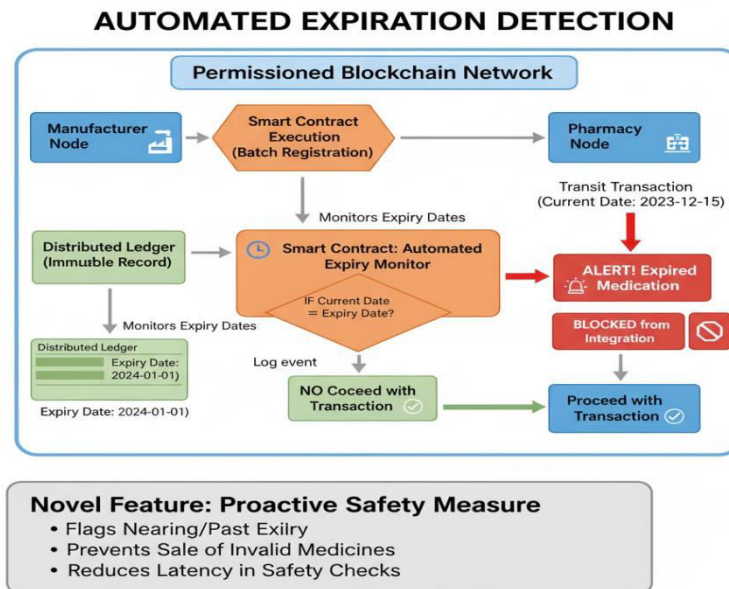 AUTOMATED EXPIRATION DETECTION
Permissioned Blockchain Network
Manufacturer
Node
Smart Contract
Execution
(Batch Registration)
Pharmacy
Node
Transit Transaction
(Current Date: 2023-12-15)
Monitors Expiry Dates
Distributed Ledger
(Immuıble Record)
Smart Contract: Automated
Expiry Monitor
IF Current Date
= Expiry Date?
ALERT! Expired
Medication
BLOCKED from
Integration
Monitors Expiry Dates
Distributed Ledger
Expiry Date:
2024-01-01)
Expiry Date: 2024-01-01)
Log event
NO Coceed with
Transaction
Proceed with
Transaction
Novel Feature: Proactive Safety Measure
• Flags Nearing/Past Exilry
• Prevents Sale of Invalid Medicines
• Reduces Latency in Safety Checks